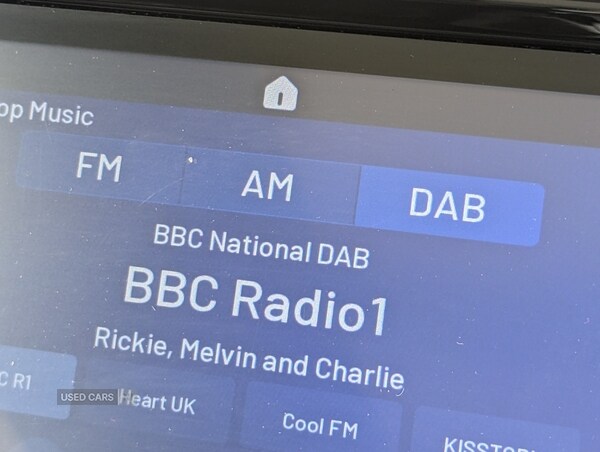 op Music
FM AM DAB
BBC National DAB
BBC Radio1
Rickie, Melvin and Charlie
C R1 Heart UK Cool FM
USED CARS NI